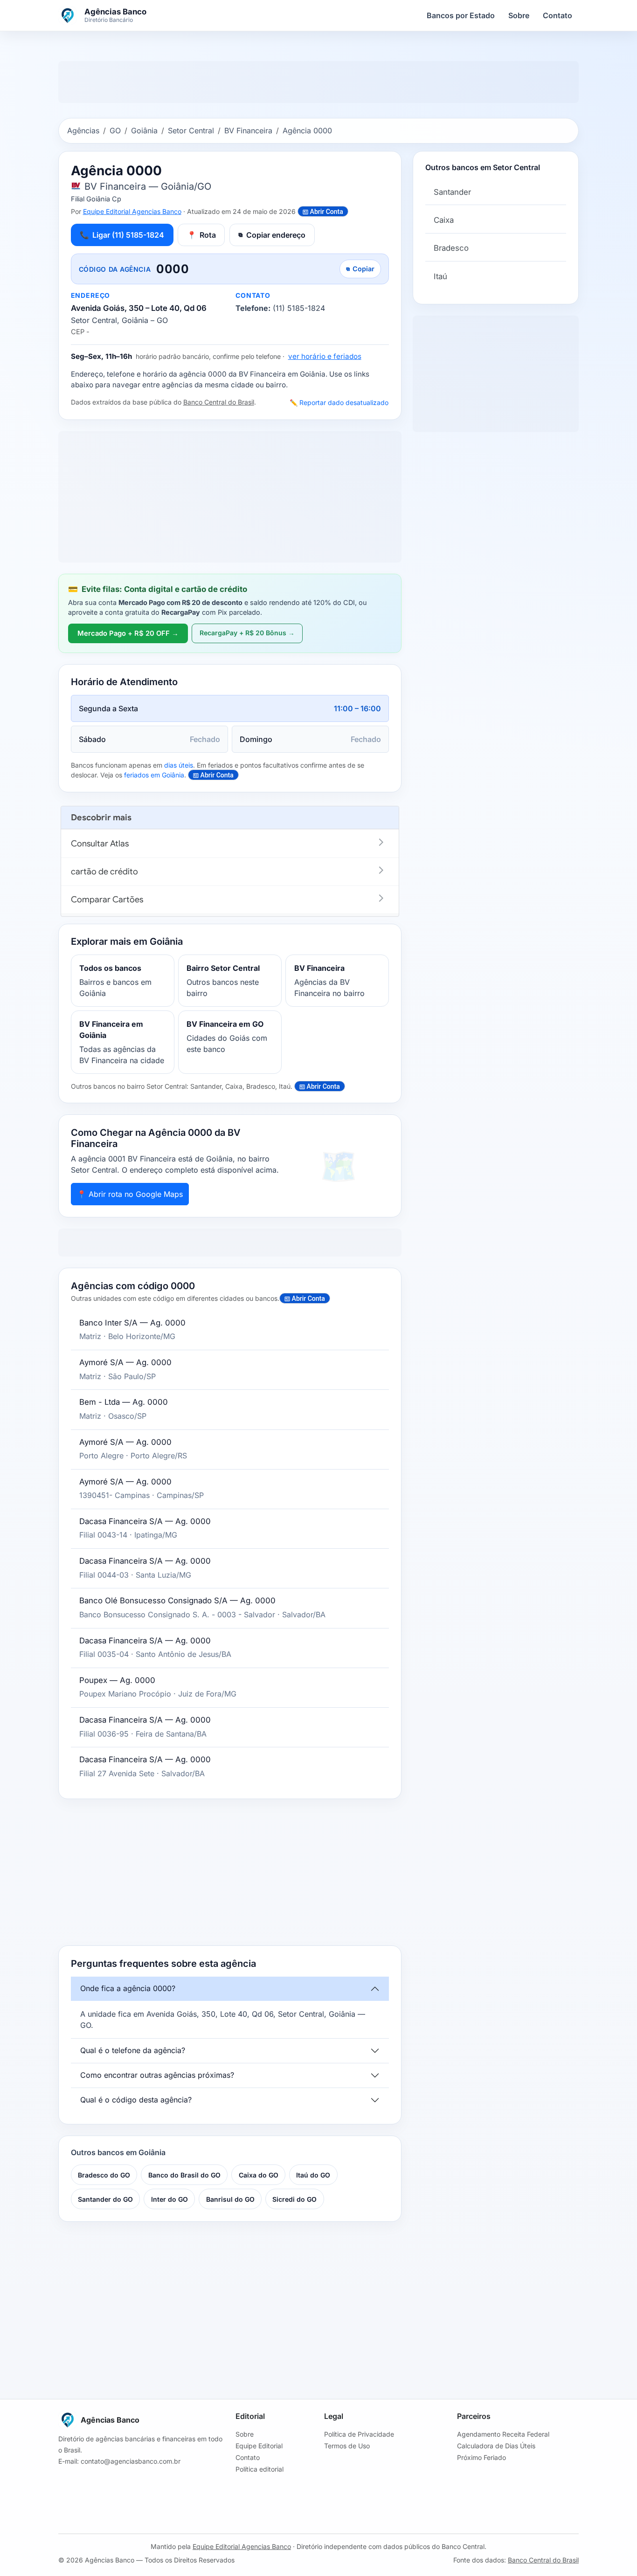 Agências Banco
Diretório Bancário
Bancos por Estado
Sobre
Contato
Agências / GO / Goiânia / Setor Central / BV Financeira / Agência 0000
Agência 0000
BV Financeira — Goiânia/GO
Filial Goiânia Cp
Por Equipe Editorial Agencias Banco · Atualizado em 24 de maio de 2026 Abrir Conta
Ligar (11) 5185-1824
Rota
Copiar endereço
CÓDIGO DA AGÊNCIA 0000
Copiar
ENDEREÇO
Avenida Goiás, 350 – Lote 40, Qd 06
Setor Central, Goiânia – GO
CEP -
CONTATO
Telefone: (11) 5185-1824
Seg–Sex, 11h–16h horário padrão bancário, confirme pelo telefone · ver horário e feriados
Endereço, telefone e horário da agência 0000 da BV Financeira em Goiânia. Use os links
abaixo para navegar entre agências da mesma cidade ou bairro.
Dados extraídos da base pública do Banco Central do Brasil.
Reportar dado desatualizado
Outros bancos em Setor Central
Santander
Caixa
Bradesco
Itaú
Evite filas: Conta digital e cartão de crédito
Abra sua conta Mercado Pago com R$ 20 de desconto e saldo rendendo até 120% do CDI, ou
aproveite a conta gratuita do RecargaPay com Pix parcelado.
Mercado Pago + R$ 20 OFF →
RecargaPay + R$ 20 Bônus →
Horário de Atendimento
Segunda a Sexta
11:00 – 16:00
Sábado
Fechado
Domingo
Fechado
Bancos funcionam apenas em dias úteis. Em feriados e pontos facultativos confirme antes de se
deslocar. Veja os feriados em Goiânia. Abrir Conta
Descobrir mais
Consultar Atlas
cartão de crédito
Comparar Cartões
Explorar mais em Goiânia
Todos os bancos
Bairros e bancos em
Goiânia
Bairro Setor Central
Outros bancos neste
bairro
BV Financeira
Agências da BV
Financeira no bairro
BV Financeira em
Goiânia
Todas as agências da
BV Financeira na cidade
BV Financeira em GO
Cidades do Goiás com
este banco
Outros bancos no bairro Setor Central: Santander, Caixa, Bradesco, Itaú. Abrir Conta
Como Chegar na Agência 0000 da BV
Financeira
A agência 0001 BV Financeira está de Goiânia, no bairro
Setor Central. O endereço completo está disponível acima.
Abrir rota no Google Maps
Agências com código 0000
Outras unidades com este código em diferentes cidades ou bancos. Abrir Conta
Banco Inter S/A — Ag. 0000
Matriz · Belo Horizonte/MG
Aymoré S/A — Ag. 0000
Matriz · São Paulo/SP
Bem - Ltda — Ag. 0000
Matriz · Osasco/SP
Aymoré S/A — Ag. 0000
Porto Alegre · Porto Alegre/RS
Aymoré S/A — Ag. 0000
1390451- Campinas · Campinas/SP
Dacasa Financeira S/A — Ag. 0000
Filial 0043-14 · Ipatinga/MG
Dacasa Financeira S/A — Ag. 0000
Filial 0044-03 · Santa Luzia/MG
Banco Olé Bonsucesso Consignado S/A — Ag. 0000
Banco Bonsucesso Consignado S. A. - 0003 - Salvador · Salvador/BA
Dacasa Financeira S/A — Ag. 0000
Filial 0035-04 · Santo Antônio de Jesus/BA
Poupex — Ag. 0000
Poupex Mariano Procópio · Juiz de Fora/MG
Dacasa Financeira S/A — Ag. 0000
Filial 0036-95 · Feira de Santana/BA
Dacasa Financeira S/A — Ag. 0000
Filial 27 Avenida Sete · Salvador/BA
Perguntas frequentes sobre esta agência
Onde fica a agência 0000?
A unidade fica em Avenida Goiás, 350, Lote 40, Qd 06, Setor Central, Goiânia —
GO.
Qual é o telefone da agência?
Como encontrar outras agências próximas?
Qual é o código desta agência?
Outros bancos em Goiânia
Bradesco do GO
Banco do Brasil do GO
Caixa do GO
Itaú do GO
Santander do GO
Inter do GO
Banrisul do GO
Sicredi do GO
Agências Banco
Diretório de agências bancárias e financeiras em todo
o Brasil.
E-mail: contato@agenciasbanco.com.br
Editorial
Sobre
Equipe Editorial
Contato
Política editorial
Legal
Política de Privacidade
Termos de Uso
Parceiros
Agendamento Receita Federal
Calculadora de Dias Úteis
Próximo Feriado
Mantido pela Equipe Editorial Agencias Banco · Diretório independente com dados públicos do Banco Central.
© 2026 Agências Banco — Todos os Direitos Reservados
Fonte dos dados: Banco Central do Brasil